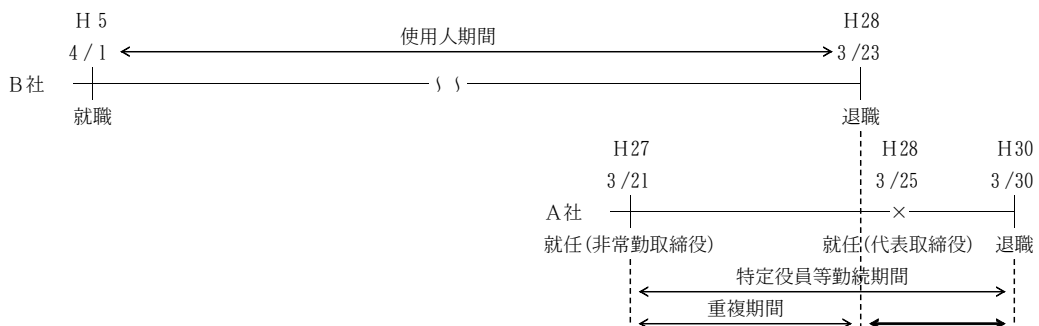 H 5 H28
4 / 1 使用人期間 3 /23
B社
就職 退職
H27 H28 H30
3 /21 3 /25 3 /30
A社 ×
就任(非常勤取締役) 就任(代表取締役) 退職
特定役員等勤続期間
重複期間